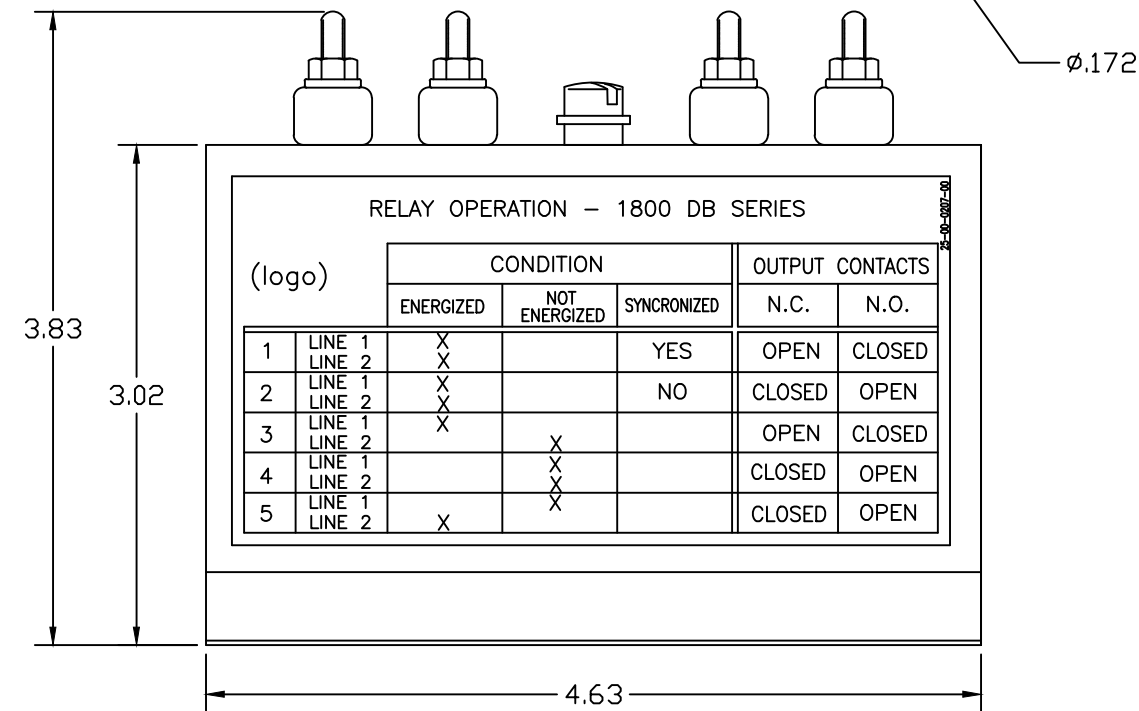 ø.172
3.83
3.02
RELAY OPERATION – 1800 DB SERIES
25-00-0207-00
(logo)
CONDITION
OUTPUT CONTACTS
ENERGIZED
NOT
ENERGIZED
SYNCRONIZED
N.C.
N.O.
1 LINE 1 X
LINE 2 X
YES OPEN CLOSED
2 LINE 1 X
LINE 2 X
NO CLOSED OPEN
3 LINE 1 X
LINE 2 X
OPEN CLOSED
4 LINE 1 X
LINE 2 X
CLOSED OPEN
5 LINE 1 X
LINE 2 X
CLOSED OPEN
4.63